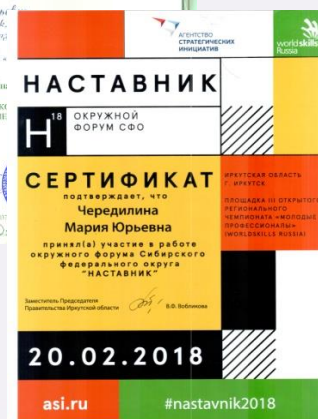 АГЕНТСТВО
СТРАТЕГИЧЕСКИХ
ИНИЦИАТИВ
worldskills
Russia
НАСТАВНИК
Н18
ОКРУЖНОЙ
ФОРУМ СФО
СЕРТИФИКАТ
подтверждает, что
Чередилина
Мария Юрьевна
принял(а) участие в работе
окружного форума Сибирского
федерального округа
"НАСТАВНИК"
ИРКУТСКАЯ ОБЛАСТЬ
Г. ИРКУТСК
ПЛОЩАДКА III ОТКРЫТОГО
РЕГИОНАЛЬНОГО
ЧЕМПИОНАТА «МОЛОДЫЕ
ПРОФЕССИОНАЛЫ»
(WORLDSKILLS RUSSIA)
Заместитель Председателя
Правительства Иркутской области
В.Ф. Вобликова
20.02.2018
asi.ru
#nastavnik2018